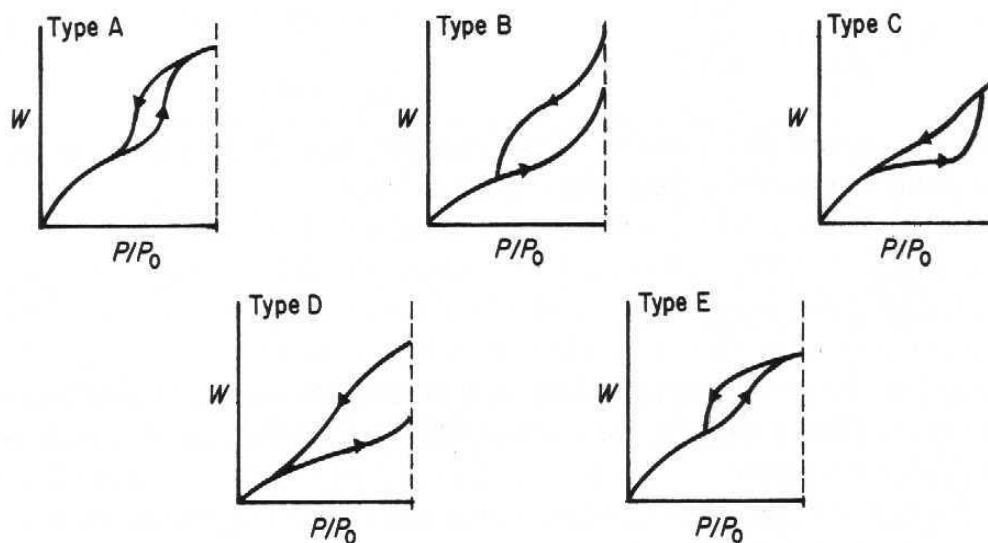 Type A
W
P/P₀
Type B
W
P/P₀
Type C
W
P/P₀
Type D
W
P/P₀
Type E
W
P/P₀